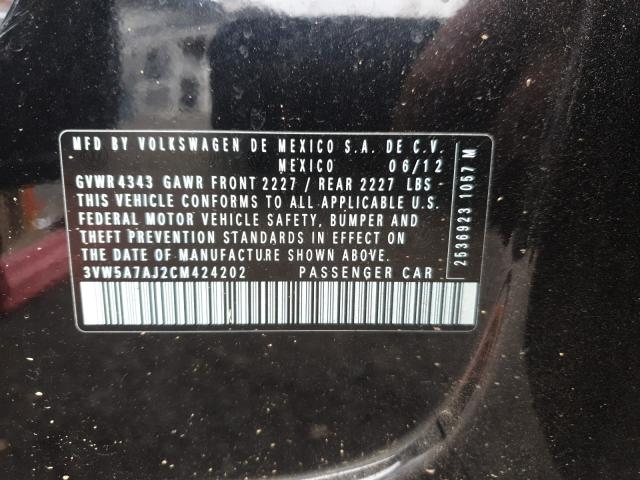 MFD BY VOLKSWAGEN DE MEXICO S.A. DE C.V.
MEXICO 06/12
GVWR 4343 GAWR FRONT 2227 / REAR 2227 LBS
THIS VEHICLE CONFORMS TO ALL APPLICABLE U.S.
FEDERAL MOTOR VEHICLE SAFETY, BUMPER AND
THEFT PREVENTION STANDARDS IN EFFECT ON
THE DATE OF MANUFACTURE SHOWN ABOVE.
3VW5A7AJ2CM424202 PASSENGER CAR
2536923 1057 M